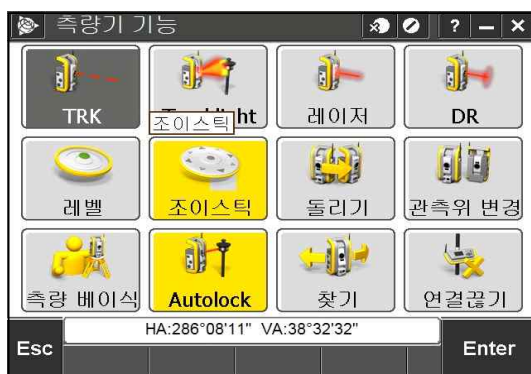 측량기 기능
? – X
TRK
ht
레이저
DR
조이스틱
레벨
조이스틱
돌리기
관측위 변경
측량 베이식
Autolock
찾기
연결끊기
HA:286°08'11" VA:38°32'32"
Esc
Enter